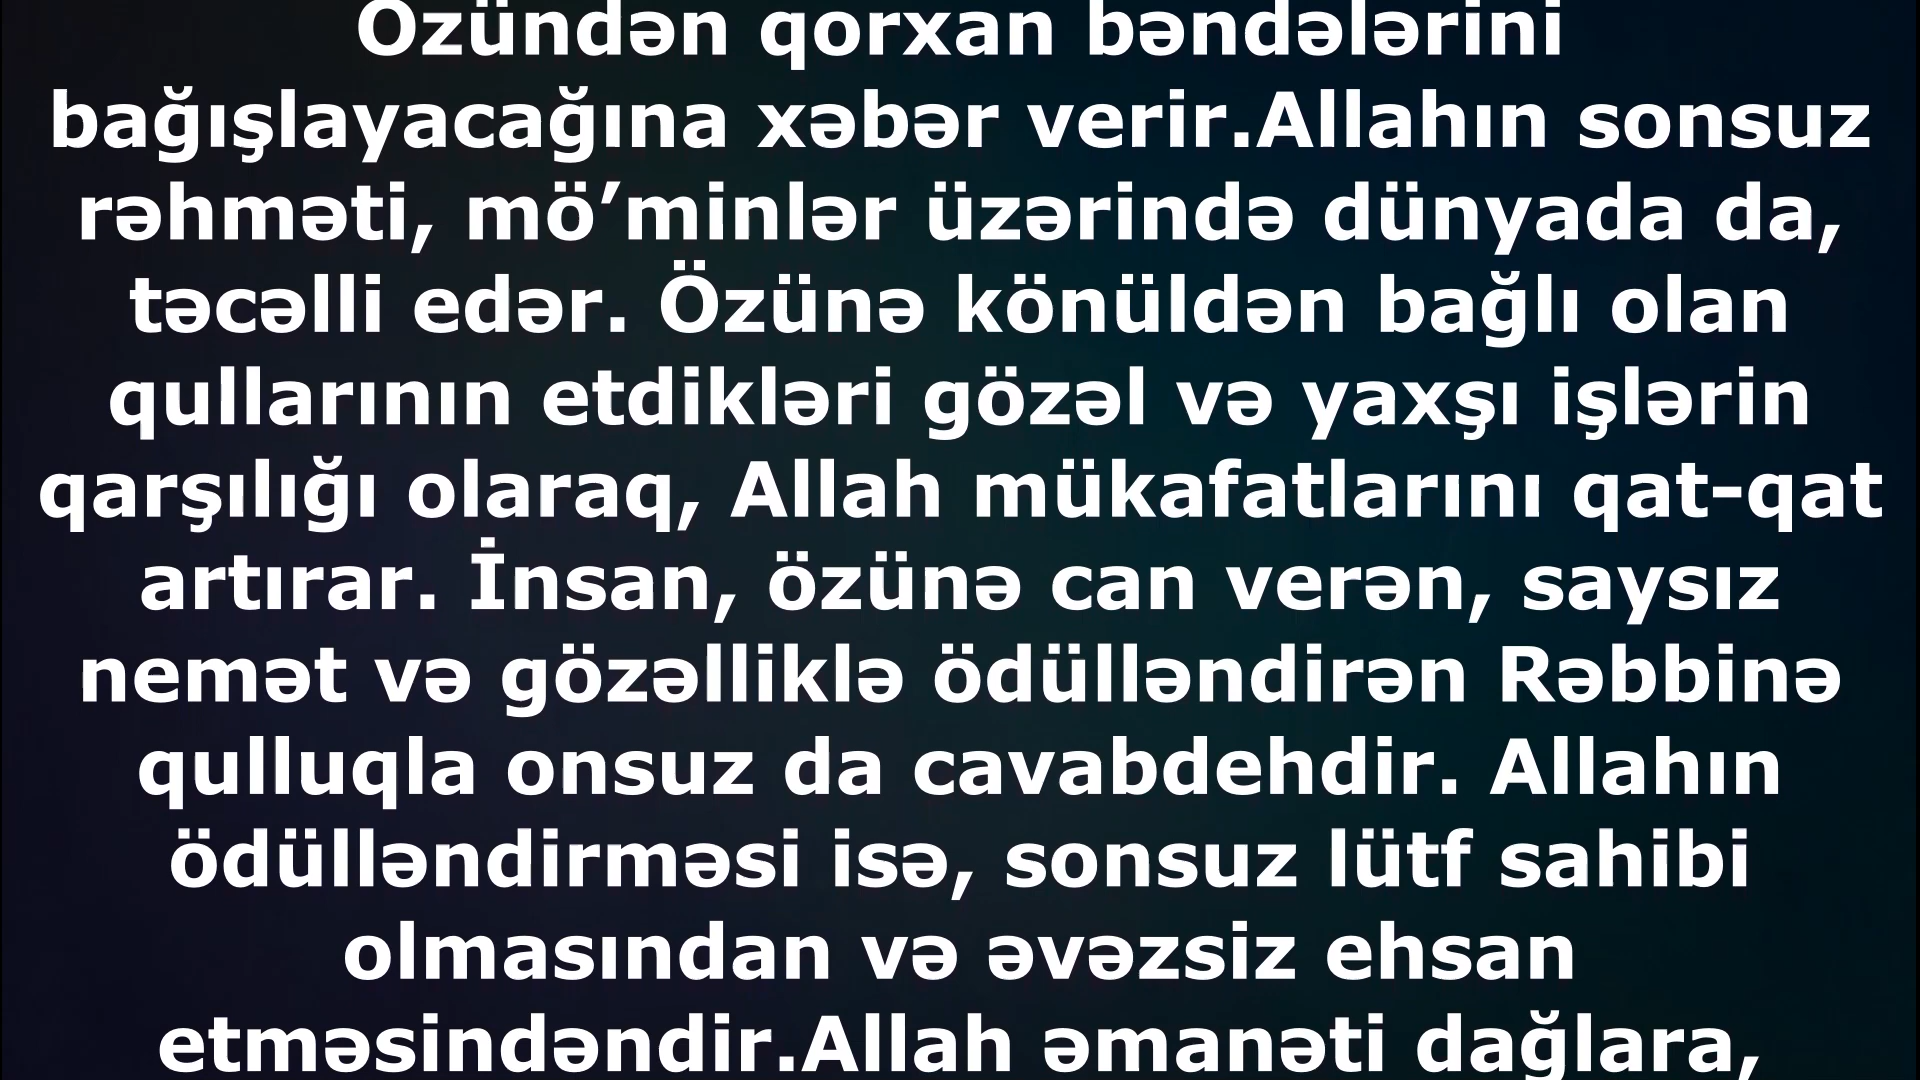 Özündən qorxan bəndələrini
bağışlayacağına xəbər verir.Allahın sonsuz
rəhməti, mö’minlər üzərində dünyada da,
təcəlli edər. Özünə könüldən bağlı olan
qullarının etdikləri gözəl və yaxşı işlərin
qarşılığı olaraq, Allah mükafatlarını qat-qat
artırar. İnsan, özünə can verən, saysız
nemət və gözəlliklə ödülləndirən Rəbbinə
qulluqla onsuz da cavabdehdir. Allahın
ödülləndirməsi isə, sonsuz lütf sahibi
olmasından və əvəzsiz ehsan
etməsindəndir.Allah əmanəti dağlara,